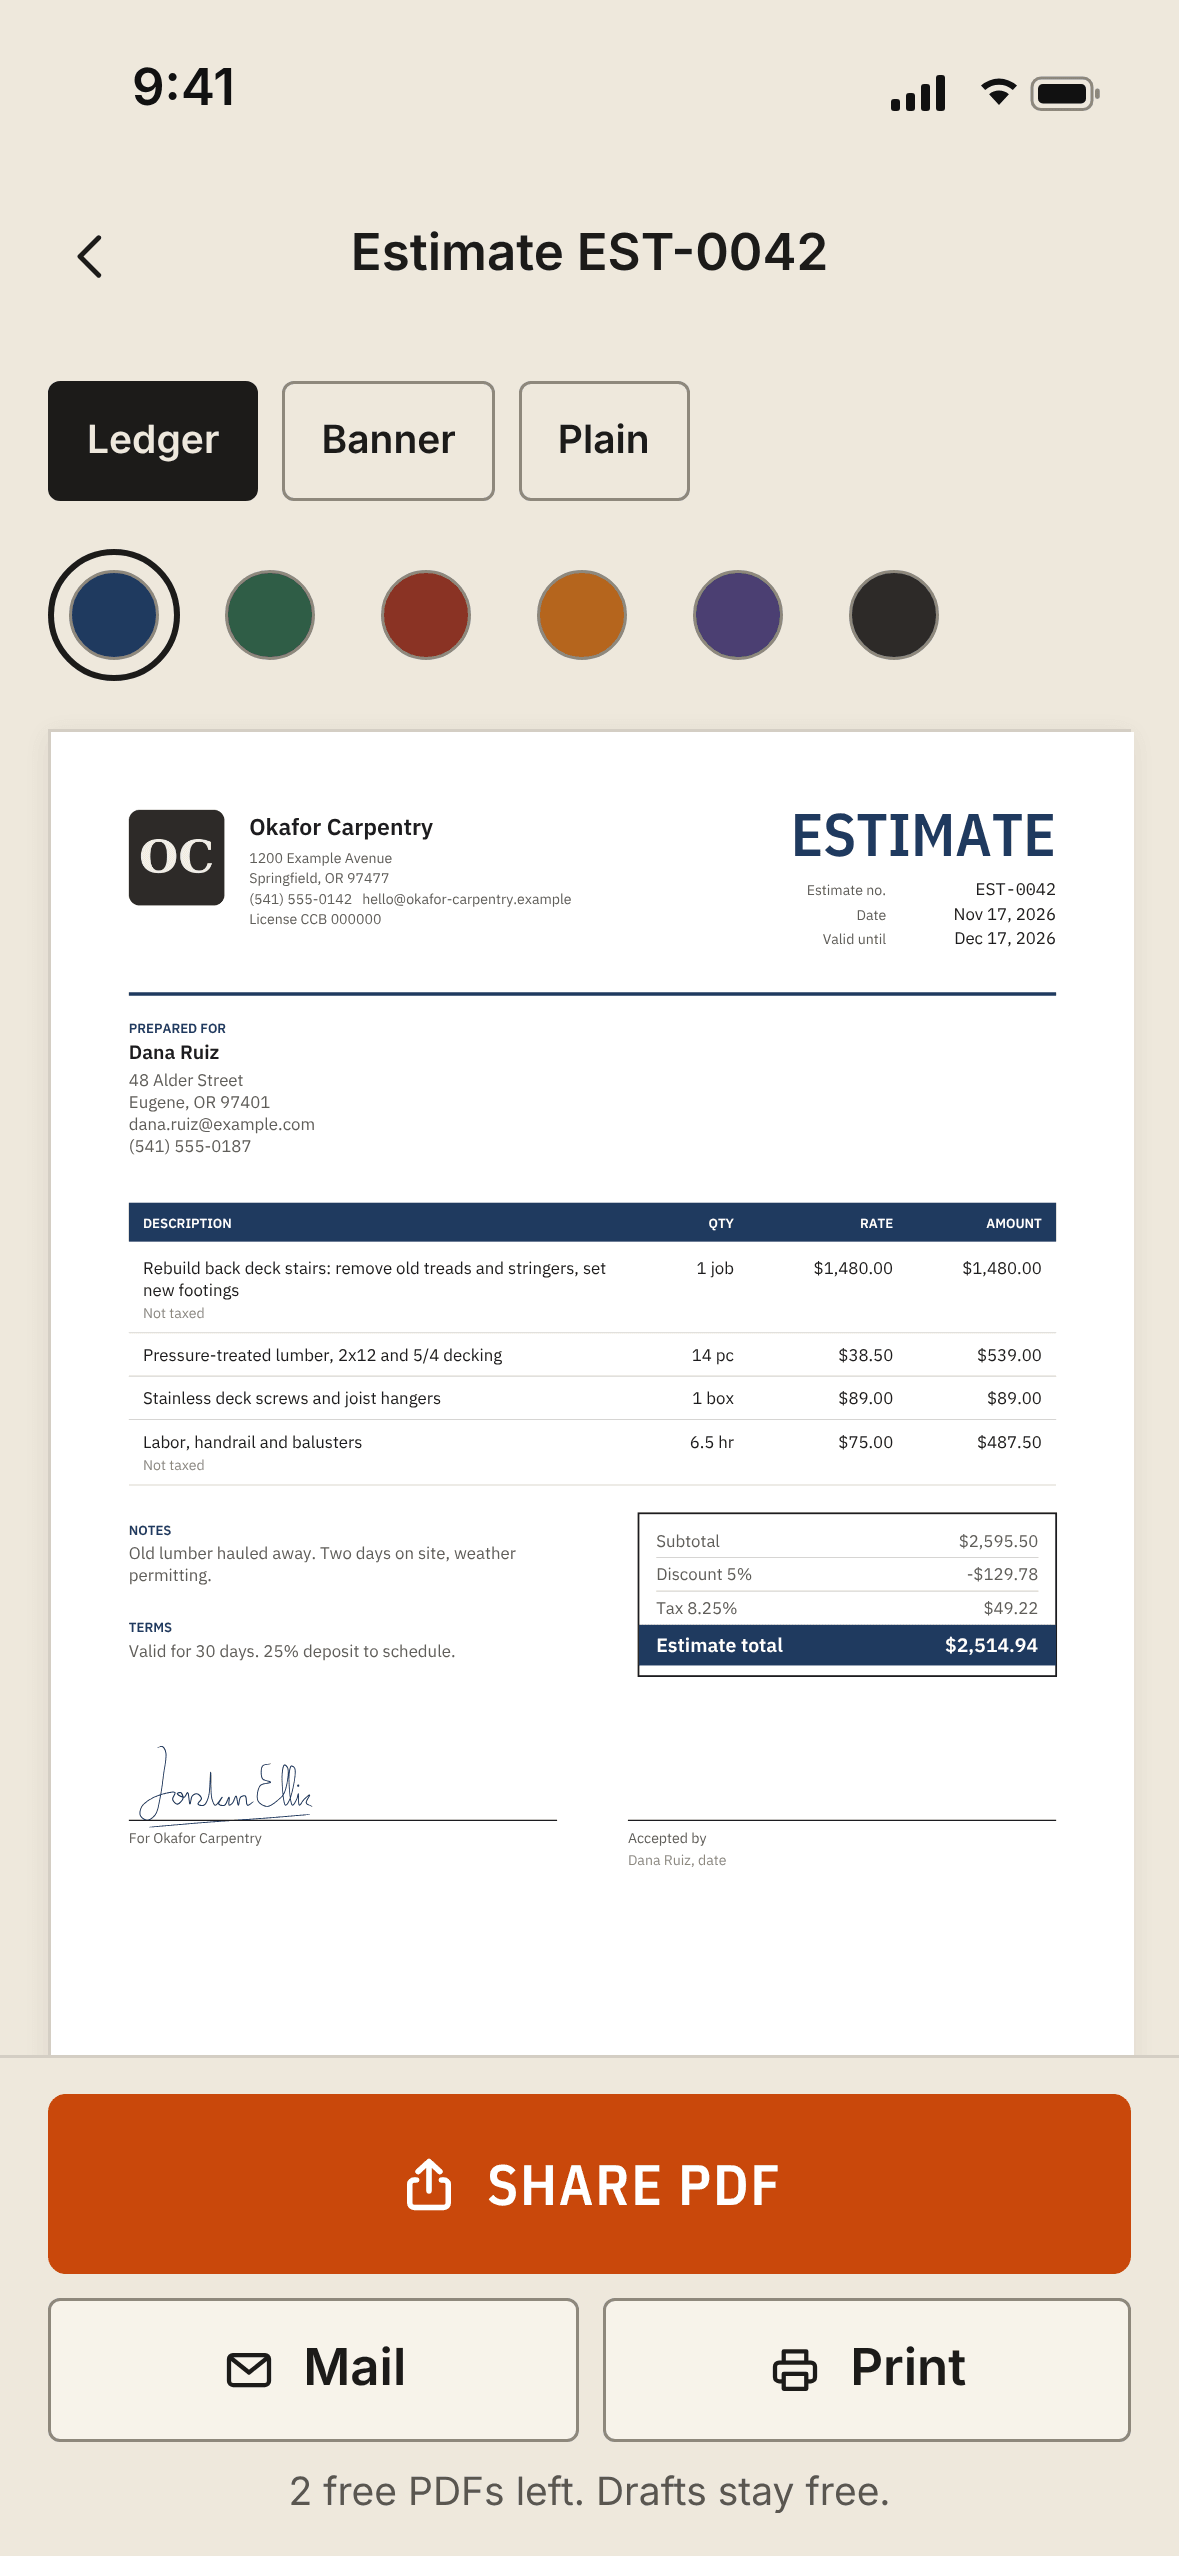 9:41
Estimate EST-0042
Ledger
Banner
Plain
OC
Okafor Carpentry
1200 Example Avenue
Springfield, OR 97477
(541) 555-0142 hello@okafor-carpentry.example
License CCB 000000
ESTIMATE
Estimate no. EST-0042
Date Nov 17, 2026
Valid until Dec 17, 2026
PREPARED FOR
Dana Ruiz
48 Alder Street
Eugene, OR 97401
dana.ruiz@example.com
(541) 555-0187
DESCRIPTION QTY RATE AMOUNT
Rebuild back deck stairs: remove old treads and stringers, set 1 job $1,480.00 $1,480.00
new footings
Not taxed
Pressure-treated lumber, 2x12 and 5/4 decking 14 pc $38.50 $539.00
Stainless deck screws and joist hangers 1 box $89.00 $89.00
Labor, handrail and balusters 6.5 hr $75.00 $487.50
Not taxed
NOTES
Old lumber hauled away. Two days on site, weather
permitting.
TERMS
Valid for 30 days. 25% deposit to schedule.
Subtotal $2,595.50
Discount 5% -$129.78
Tax 8.25% $49.22
Estimate total $2,514.94
For Okafor Carpentry
Accepted by
Dana Ruiz, date
SHARE PDF
Mail
Print
2 free PDFs left. Drafts stay free.